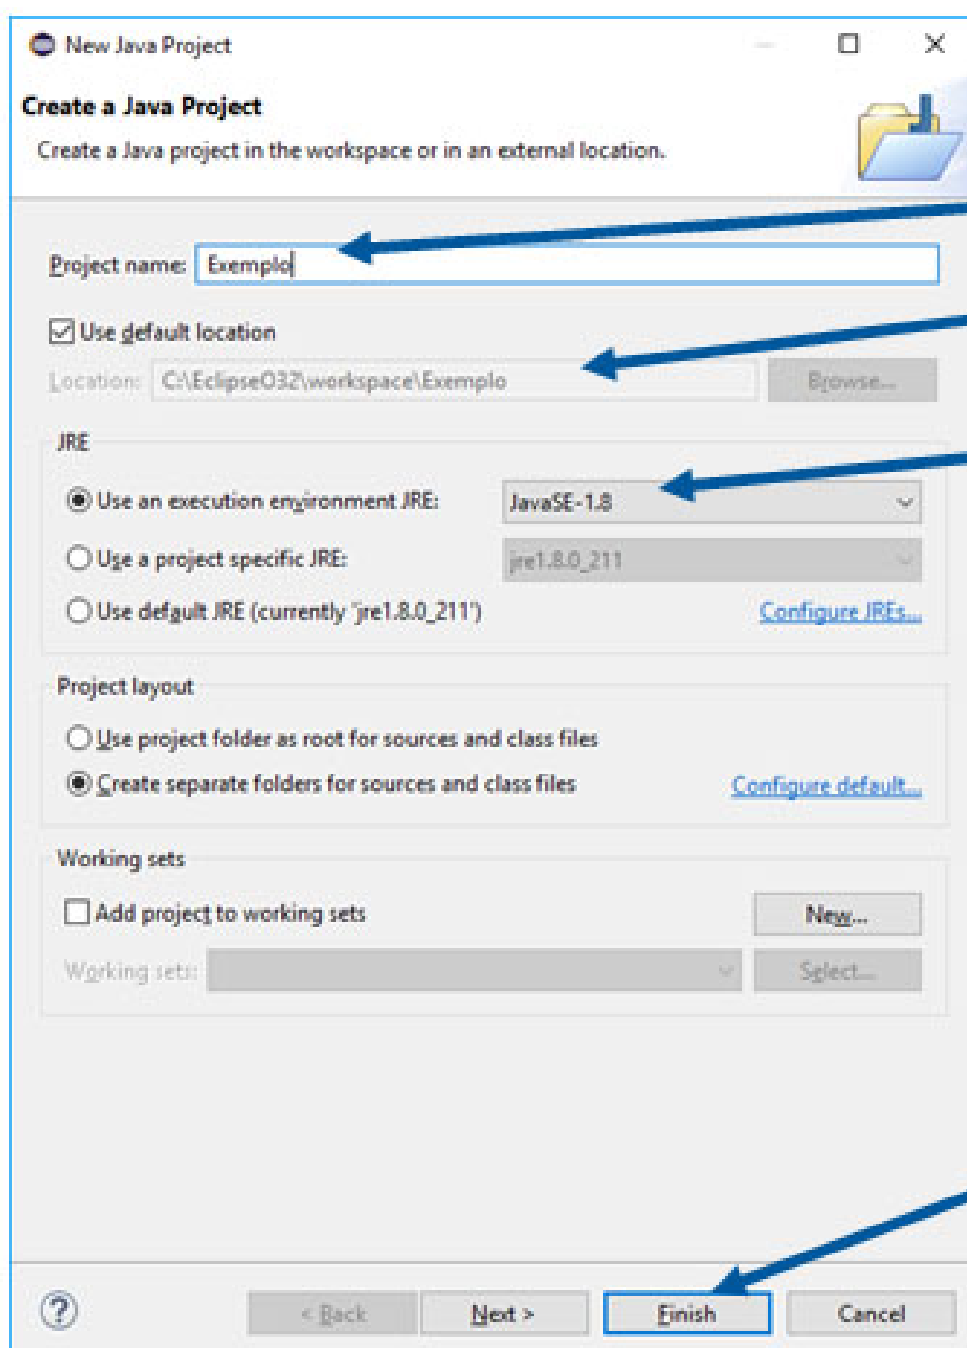 New Java Project
Create a Java Project
Create a Java project in the workspace or in an external location.
Project name: Exemplo
Use default location
Location: C:\EclipseO32\workspace\Exemplo Browse...
JRE
Use an execution environment JRE: JavaSE-1.8
Use a project specific JRE: jre1.8.0_211
Use default JRE (currently 'jre1.8.0_211') Configure JREs...
Project layout
Use project folder as root for sources and class files
Create separate folders for sources and class files Configure default...
Working sets
Add project to working sets New...
Working sets: Select...
? < Back Next > Finish Cancel